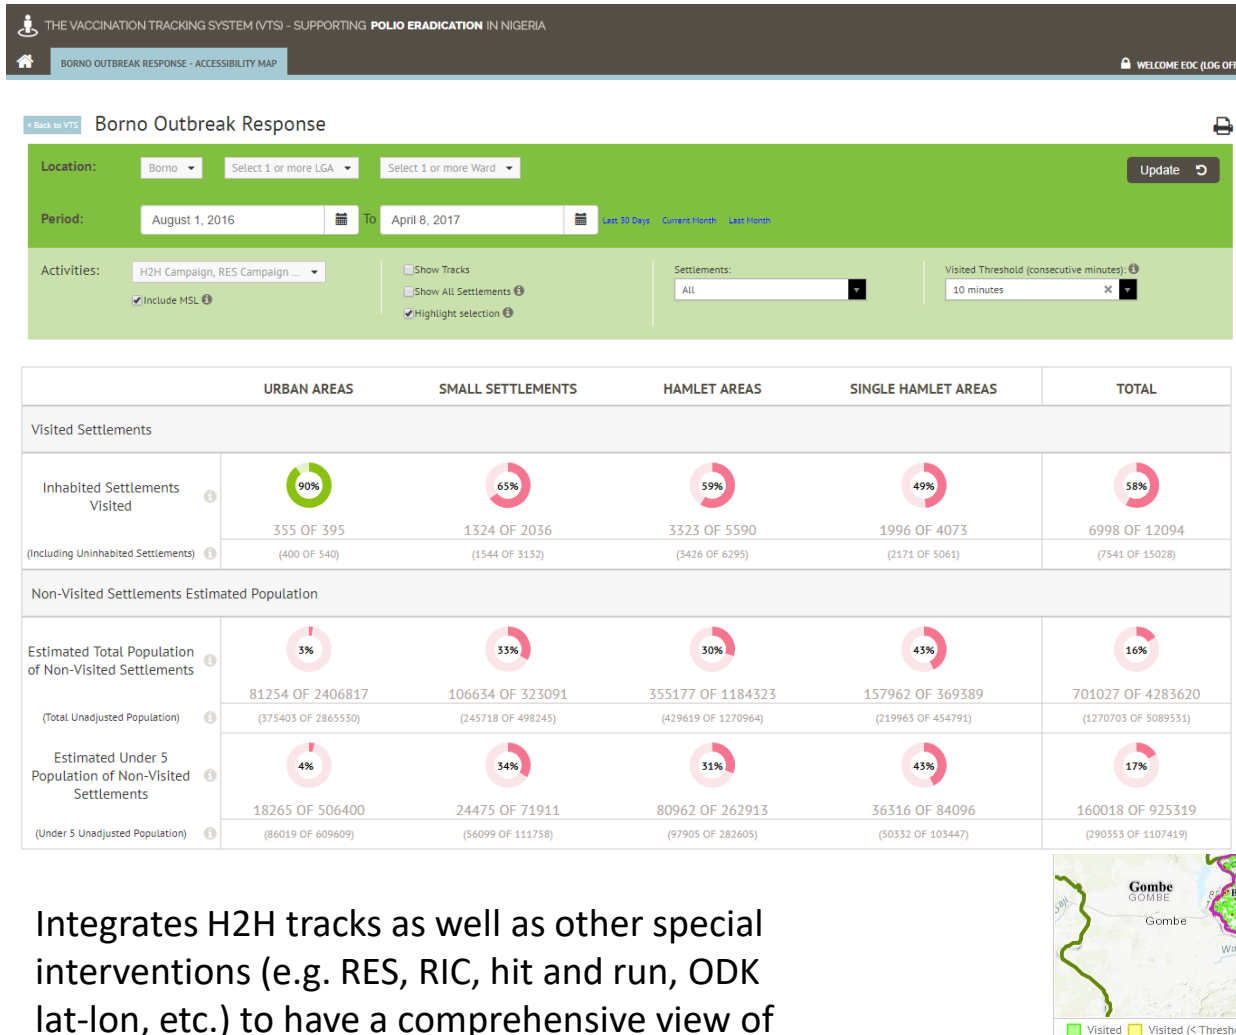 THE VACCINATION TRACKING SYSTEM (VTS) - SUPPORTING POLIO ERADICATION IN NIGERIA
BORNO OUTBREAK RESPONSE - ACCESSIBILITY MAP
WELCOME EOC (LOG OFF
< Back to VTS Borno Outbreak Response
Location: Borno Select 1 or more LGA Select 1 or more Ward Update
Period: August 1, 2016 To April 8, 2017 Last 30 Days Current Month Last Month
Activities: H2H Campaign, RES Campaign ... Show Tracks Settlements: Visited Threshold (consecutive minutes):
Include MSL Show All Settlements All 10 minutes
Highlight selection
URBAN AREAS SMALL SETTLEMENTS HAMLET AREAS SINGLE HAMLET AREAS TOTAL
Visited Settlements
Inhabited Settlements Visited 90% 65% 59% 49% 58%
355 OF 395 1324 OF 2036 3323 OF 5590 1996 OF 4073 6998 OF 12094
(Including Uninhabited Settlements) (400 OF 540) (1544 OF 3132) (3426 OF 6295) (2171 OF 5061) (7541 OF 15028)
Non-Visited Settlements Estimated Population
Estimated Total Population of Non-Visited Settlements 3% 33% 30% 43% 16%
81254 OF 2406817 106634 OF 323091 355177 OF 1184323 157962 OF 369389 701027 OF 4283620
(Total Unadjusted Population) (375403 OF 2865530) (245718 OF 498245) (429619 OF 1270964) (219963 OF 454791) (1270703 OF 5089531)
Estimated Under 5 Population of Non-Visited Settlements 4% 34% 31% 43% 17%
18265 OF 506400 24475 OF 71911 80962 OF 262913 36316 OF 84096 160018 OF 925319
(Under 5 Unadjusted Population) (86019 OF 609609) (56099 OF 111758) (97905 OF 282605) (50332 OF 103447) (290353 OF 1107419)
Integrates H2H tracks as well as other special
interventions (e.g. RES, RIC, hit and run, ODK
lat-lon, etc.) to have a comprehensive view of
Gombe
GOMBE
Gombe
Visited Visited (< Thresho